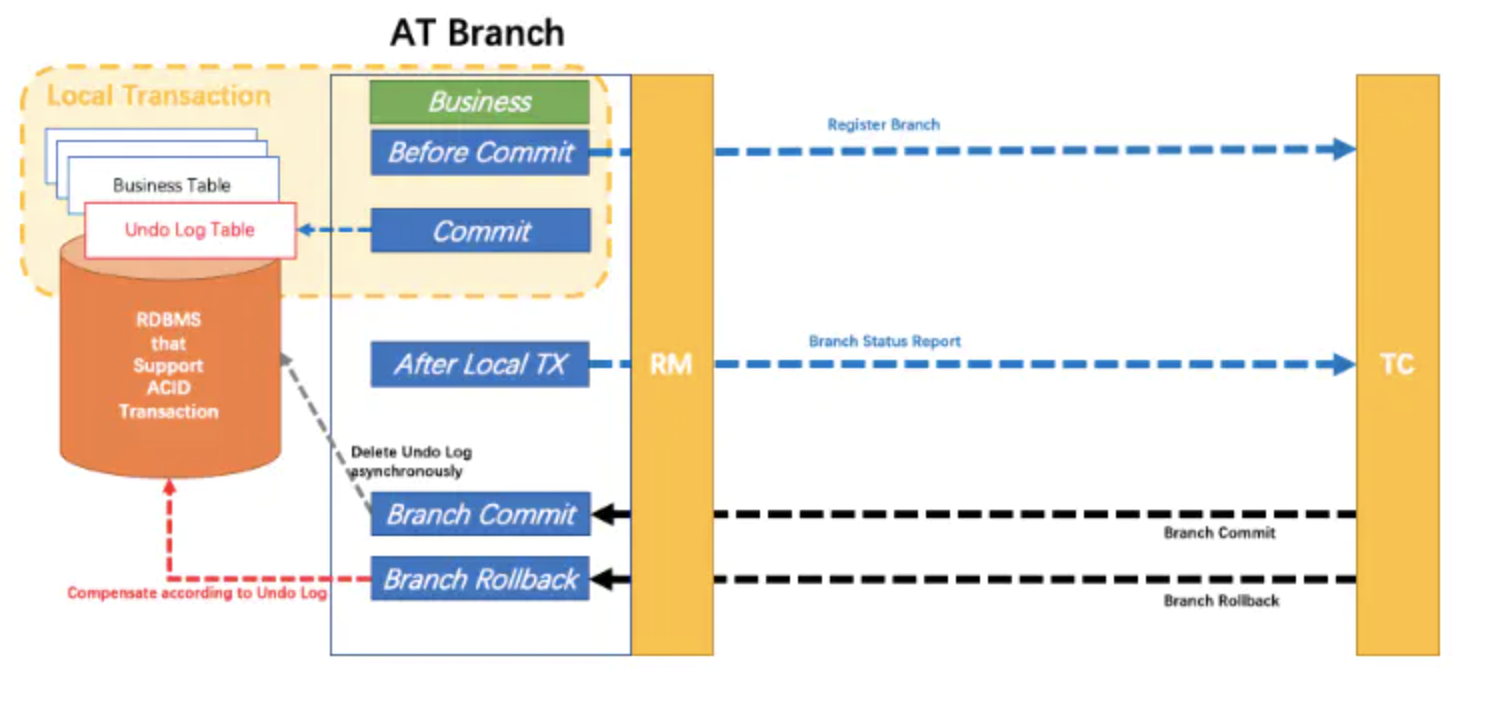 AT Branch
Local Transaction
Business
Register Branch
Before Commit
Business Table
Undo Log Table
Commit
RDBMS
that
Support
ACID
Transaction
Branch Status Report
After Local TX
RM
TC
Delete Undo Log
asynchronously
Branch Commit
Branch Commit
Branch Rollback
Compensate according to Undo Log
Branch Rollback